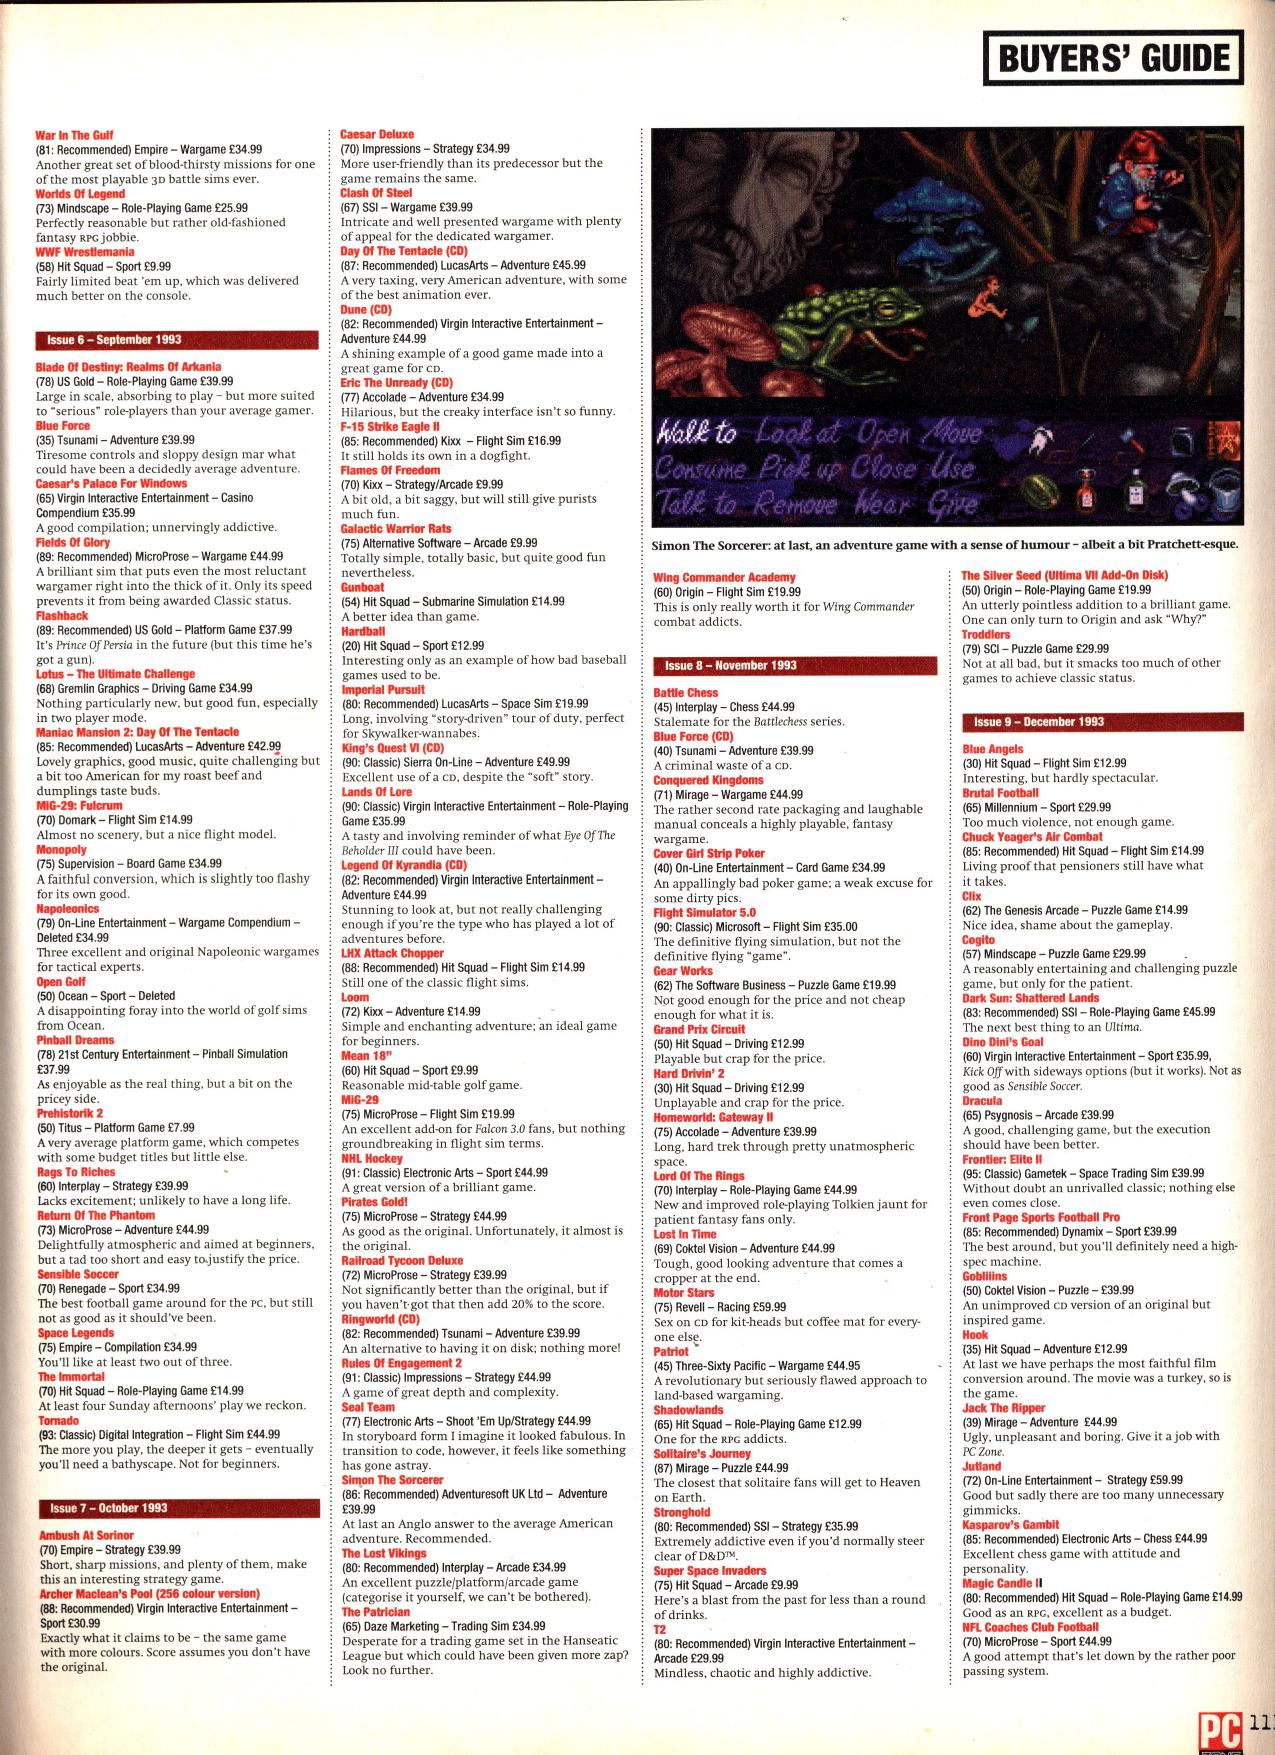 BUYERS' GUIDE
War In The Gulf
(81: Recommended) Empire – Wargame £34.99
Another great set of blood-thirsty missions for one
of the most playable 3D battle sims ever.
Worlds Of Legend
(73) Mindscape – Role-Playing Game £25.99
Perfectly reasonable but rather old-fashioned
fantasy RPG jobbie.
WWF Wrestlemania
(58) Hit Squad – Sport £9.99
Fairly limited beat 'em up, which was delivered
much better on the console.
Issue 6 – September 1993
Blade Of Destiny: Realms Of Arkania
(78) US Gold – Role-Playing Game £39.99
Large in scale, absorbing to play – but more suited
to “serious” role-players than your average gamer.
Blue Force
(35) Tsunami – Adventure £39.99
Tiresome controls and sloppy design mar what
could have been a decidedly average adventure.
Caesar's Palace For Windows
(65) Virgin Interactive Entertainment – Casino
Compendium £35.99
A good compilation; unnervingly addictive.
Fields Of Glory
(89: Recommended) MicroProse – Wargame £44.99
A brilliant sim that puts even the most reluctant
wargamer right into the thick of it. Only its speed
prevents it from being awarded Classic status.
Flashback
(89: Recommended) US Gold – Platform Game £37.99
It's Prince Of Persia in the future (but this time he's
got a gun).
Lotus – The Ultimate Challenge
(68) Gremlin Graphics – Driving Game £34.99
Nothing particularly new, but good fun, especially
in two player mode.
Maniac Mansion 2: Day Of The Tentacle
(85: Recommended) LucasArts – Adventure £42.99
Lovely graphics, good music, quite challenging but
a bit too American for my roast beef and
dumplings taste buds.
MiG-29: Fulcrum
(70) Domark – Flight Sim £14.99
Almost no scenery, but a nice flight model.
Monopoly
(75) Supervision – Board Game £34.99
A faithful conversion, which is slightly too flashy
for its own good.
Napoleonics
(79) On-Line Entertainment – Wargame Compendium –
Deleted £34.99
Three excellent and original Napoleonic wargames
for tactical experts.
Open Golf
(50) Ocean – Sport – Deleted
A disappointing foray into the world of golf sims
from Ocean.
Pinball Dreams
(78) 21st Century Entertainment – Pinball Simulation
£37.99
As enjoyable as the real thing, but a bit on the
pricey side.
Prehistorik 2
(50) Titus – Platform Game £7.99
A very average platform game, which competes
with some budget titles but little else.
Rags To Riches
(60) Interplay – Strategy £39.99
Lacks excitement; unlikely to have a long life.
Return Of The Phantom
(73) MicroProse – Adventure £44.99
Delightfully atmospheric and aimed at beginners,
but a tad too short and easy to justify the price.
Sensible Soccer
(70) Renegade – Sport £34.99
The best football game around for the PC, but still
not as good as it should've been.
Space Legends
(75) Empire – Compilation £34.99
You'll like at least two out of three.
The Immortal
(70) Hit Squad – Role-Playing Game £14.99
At least four Sunday afternoons' play we reckon.
Tornado
(93: Classic) Digital Integration – Flight Sim £44.99
The more you play, the deeper it gets – eventually
you'll need a bathyscape. Not for beginners.
Issue 7 – October 1993
Ambush At Sorinor
(70) Empire – Strategy £39.99
Short, sharp missions, and plenty of them, make
this an interesting strategy game.
Archer Maclean's Pool (256 colour version)
(88: Recommended) Virgin Interactive Entertainment –
Sport £30.99
Exactly what it claims to be – the same game
with more colours. Score assumes you don't have
the original.
Caesar Deluxe
(70) Impressions – Strategy £34.99
More user-friendly than its predecessor but the
game remains the same.
Clash Of Steel
(67) SSI – Wargame £39.99
Intricate and well presented wargame with plenty
of appeal for the dedicated wargamer.
Day Of The Tentacle (CD)
(87: Recommended) LucasArts – Adventure £45.99
A very taxing, very American adventure, with some
of the best animation ever.
Dune (CD)
(82: Recommended) Virgin Interactive Entertainment –
Adventure £44.99
A shining example of a good game made into a
great game for CD.
Eric The Unready (CD)
(77) Accolade – Adventure £34.99
Hilarious, but the creaky interface isn't so funny.
F-15 Strike Eagle II
(85: Recommended) Kixx – Flight Sim £16.99
It still holds its own in a dogfight.
Flames Of Freedom
(70) Kixx – Strategy/Arcade £9.99
A bit old, a bit saggy, but will still give purists
much fun.
Galactic Warrior Rats
(75) Alternative Software – Arcade £9.99
Totally simple, totally basic, but quite good fun
nevertheless.
Gunboat
(54) Hit Squad – Submarine Simulation £14.99
A better idea than game.
Hardball
(20) Hit Squad – Sport £12.99
Interesting only as an example of how bad baseball
games used to be.
Imperial Pursuit
(80: Recommended) LucasArts – Space Sim £19.99
Long, involving “story-driven” tour of duty, perfect
for Skywalker-wannabes.
King's Quest VI (CD)
(90: Classic) Sierra On-Line – Adventure £49.99
Excellent use of a CD, despite the “soft” story.
Lands Of Lore
(90: Classic) Virgin Interactive Entertainment – Role-Playing
Game £35.99
A tasty and involving reminder of what Eye Of The
Beholder III could have been.
Legend Of Kyrandia (CD)
(82: Recommended) Virgin Interactive Entertainment –
Adventure £44.99
Stunning to look at, but not really challenging
enough if you're the type who has played a lot of
adventures before.
LHX Attack Chopper
(88: Recommended) Hit Squad – Flight Sim £14.99
Still one of the classic flight sims.
Loom
(72) Kixx – Adventure £14.99
Simple and enchanting adventure; an ideal game
for beginners.
Mean 18"
(60) Hit Squad – Sport £9.99
Reasonable mid-table golf game.
MiG-29
(75) MicroProse – Flight Sim £19.99
An excellent add-on for Falcon 3.0 fans, but nothing
groundbreaking in flight sim terms.
NHL Hockey
(91: Classic) Electronic Arts – Sport £44.99
A great version of a brilliant game.
Pirates Gold!
(75) MicroProse – Strategy £44.99
As good as the original. Unfortunately, it almost is
the original.
Railroad Tycoon Deluxe
(72) MicroProse – Strategy £39.99
Not significantly better than the original, but if
you haven't got that then add 20% to the score.
Ringworld (CD)
(82: Recommended) Tsunami – Adventure £39.99
An alternative to having it on disk; nothing more!
Rules Of Engagement 2
(91: Classic) Impressions – Strategy £44.99
A game of great depth and complexity.
Seal Team
(77) Electronic Arts – Shoot 'Em Up/Strategy £44.99
In storyboard form I imagine it looked fabulous. In
transition to code, however, it feels like something
has gone astray.
Simon The Sorcerer
(86: Recommended) Adventuresoft UK Ltd – Adventure
£39.99
At last an Anglo answer to the average American
adventure. Recommended.
The Lost Vikings
(80: Recommended) Interplay – Arcade £34.99
An excellent puzzle/platform/arcade game
(categorise it yourself, we can't be bothered).
The Patrician
(65) Daze Marketing – Trading Sim £34.99
Desperate for a trading game set in the Hanseatic
League but which could have been given more zap?
Look no further.
Walk to Look at Open Move
Consume Pick up Close Use
Talk to Remove Wear Give
Simon The Sorcerer: at last, an adventure game with a sense of humour – albeit a bit Pratchett-esque.
Wing Commander Academy
(60) Origin – Flight Sim £19.99
This is only really worth it for Wing Commander
combat addicts.
Issue 8 – November 1993
Battle Chess
(45) Interplay – Chess £44.99
Stalemate for the Battlechess series.
Blue Force (CD)
(40) Tsunami – Adventure £39.99
A criminal waste of a CD.
Conquered Kingdoms
(71) Mirage – Wargame £44.99
The rather second rate packaging and laughable
manual conceals a highly playable, fantasy
wargame.
Cover Girl Strip Poker
(40) On-Line Entertainment – Card Game £34.99
An appallingly bad poker game; a weak excuse for
some dirty pics.
Flight Simulator 5.0
(90: Classic) Microsoft – Flight Sim £35.00
The definitive flying simulation, but not the
definitive flying “game”.
Gear Works
(62) The Software Business – Puzzle Game £19.99
Not good enough for the price and not cheap
enough for what it is.
Grand Prix Circuit
(50) Hit Squad – Driving £12.99
Playable but crap for the price.
Hard Drivin' 2
(30) Hit Squad – Driving £12.99
Unplayable and crap for the price.
Homeworld: Gateway II
(75) Accolade – Adventure £39.99
Long, hard trek through pretty unatmospheric
space.
Lord Of The Rings
(70) Interplay – Role-Playing Game £44.99
New and improved role-playing Tolkien jaunt for
patient fantasy fans only.
Lost In Time
(69) Coktel Vision – Adventure £44.99
Tough, good looking adventure that comes a
cropper at the end.
Motor Stars
(75) Revell – Racing £59.99
Sex on CD for kit-heads but coffee mat for every-
one else.
Patriot
(45) Three-Sixty Pacific – Wargame £44.95
A revolutionary but seriously flawed approach to
land-based wargaming.
Shadowlands
(65) Hit Squad – Role-Playing Game £12.99
One for the RPG addicts.
Solitaire's Journey
(87) Mirage – Puzzle £44.99
The closest that solitaire fans will get to Heaven
on Earth.
Stronghold
(80: Recommended) SSI – Strategy £35.99
Extremely addictive even if you'd normally steer
clear of D&D™.
Super Space Invaders
(75) Hit Squad – Arcade £9.99
Here's a blast from the past for less than a round
of drinks.
T2
(80: Recommended) Virgin Interactive Entertainment –
Arcade £29.99
Mindless, chaotic and highly addictive.
The Silver Seed (Ultima VII Add-On Disk)
(50) Origin – Role-Playing Game £19.99
An utterly pointless addition to a brilliant game.
One can only turn to Origin and ask “Why?”
Troddlers
(79) SCI – Puzzle Game £29.99
Not at all bad, but it smacks too much of other
games to achieve classic status.
Issue 9 – December 1993
Blue Angels
(30) Hit Squad – Flight Sim £12.99
Interesting, but hardly spectacular.
Brutal Football
(65) Millennium – Sport £29.99
Too much violence, not enough game.
Chuck Yeager's Air Combat
(85: Recommended) Hit Squad – Flight Sim £14.99
Living proof that pensioners still have what
it takes.
Clix
(62) The Genesis Arcade – Puzzle Game £14.99
Nice idea, shame about the gameplay.
Cogito
(57) Mindscape – Puzzle Game £29.99
A reasonably entertaining and challenging puzzle
game, but only for the patient.
Dark Sun: Shattered Lands
(83: Recommended) SSI – Role-Playing Game £45.99
The next best thing to an Ultima.
Dino Dini's Goal
(60) Virgin Interactive Entertainment – Sport £35.99,
Kick Off with sideways options (but it works). Not as
good as Sensible Soccer.
Dracula
(65) Psygnosis – Arcade £39.99
A good, challenging game, but the execution
should have been better.
Frontier: Elite II
(95: Classic) Gametek – Space Trading Sim £39.99
Without doubt an unrivalled classic; nothing else
even comes close.
Front Page Sports Football Pro
(85: Recommended) Dynamix – Sport £39.99
The best around, but you'll definitely need a high-
spec machine.
Gobliiins
(50) Coktel Vision – Puzzle – £39.99
An unimproved CD version of an original but
inspired game.
Hook
(35) Hit Squad – Adventure £12.99
At last we have perhaps the most faithful film
conversion around. The movie was a turkey, so is
the game.
Jack The Ripper
(39) Mirage – Adventure £44.99
Ugly, unpleasant and boring. Give it a job with
PC Zone.
Jutland
(72) On-Line Entertainment – Strategy £59.99
Good but sadly there are too many unnecessary
gimmicks.
Kasparov's Gambit
(85: Recommended) Electronic Arts – Chess £44.99
Excellent chess game with attitude and
personality.
Magic Candle II
(80: Recommended) Hit Squad – Role-Playing Game £14.99
Good as an RPG, excellent as a budget.
NFL Coaches Club Football
(70) MicroProse – Sport £44.99
A good attempt that's let down by the rather poor
passing system.
PC